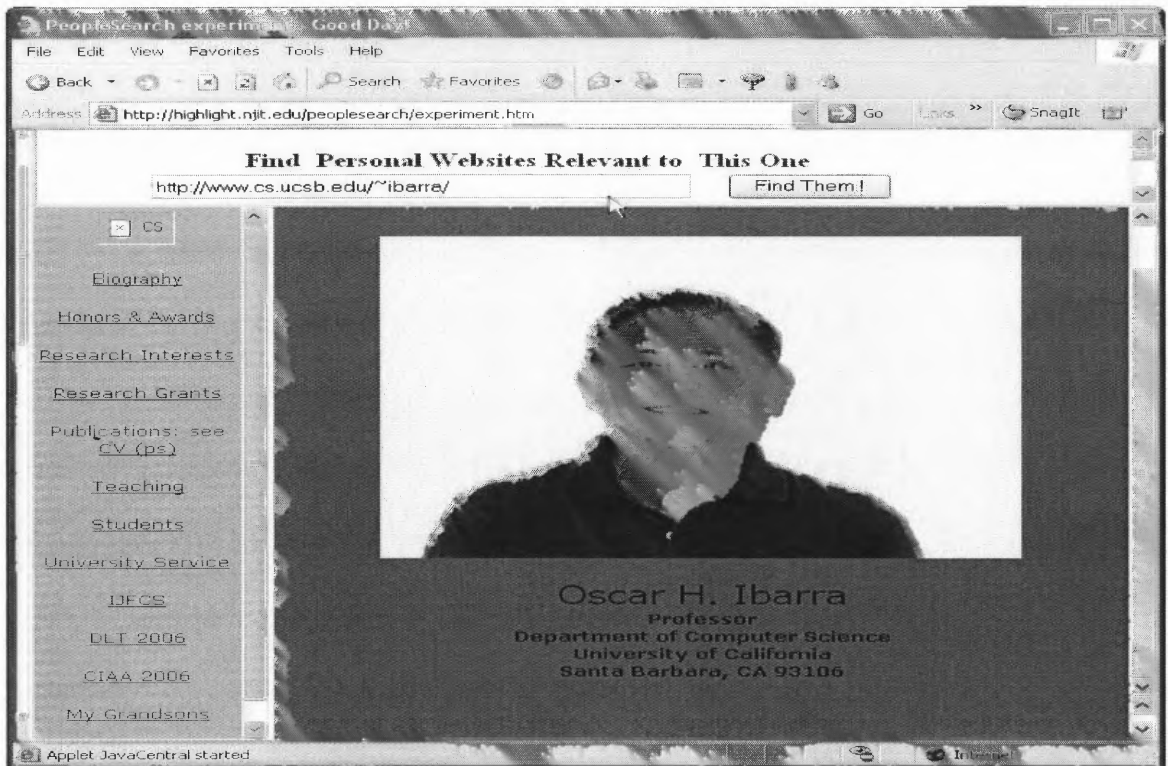 PeopleSearch experiment - Good Day!
File Edit View Favorites Tools Help
Back Search Favorites
Address http://highlight.njit.edu/peoplesearch/experiment.htm Go Links » SnagIt
Find Personal Websites Relevant to This One
http://www.cs.ucsb.edu/~ibarra/ Find Them !
CS
Biography
Honors & Awards
Research Interests
Research Grants
Publications: see
CV (ps)
Teaching
Students
University Service
IJFCS
DLT 2006
CIAA 2006
My Grandsons
Oscar H. Ibarra
Professor
Department of Computer Science
University of California
Santa Barbara, CA 93106
Applet JavaCentral started Internet